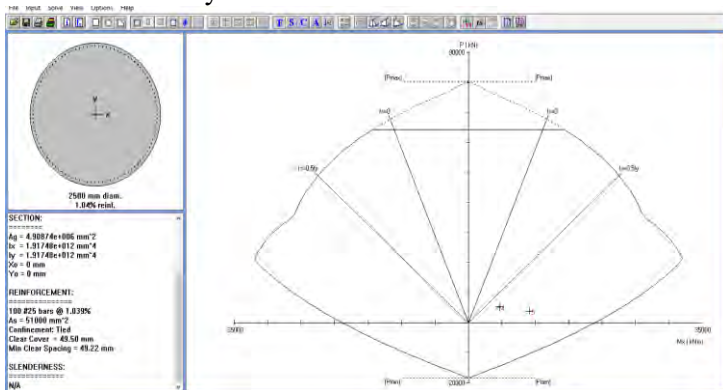 y
File Input Solve View Options Help
F S C A
P (kN)
90000
(Pmax) (Pmax)
fs=0 fs=0
fs=0.5fy fs=0.5fy
y
x
2500 mm diam.
1.04% reinf.
SECTION:
========
Ag = 4.90874e+006 mm^2
Ix = 1.91748e+012 mm^4
Iy = 1.91748e+012 mm^4
Xo = 0 mm
Yo = 0 mm
REINFORCEMENT:
==============
100 Ø25 bars @ 1.039%
As = 51000 mm^2
Confinement: Tied
Clear Cover = 49.50 mm
Min Clear Spacing = 49.22 mm
SLENDERNESS:
============
N/A
35000 35000
Mx (kNm)
(Pmin) (Pmin)
-20000